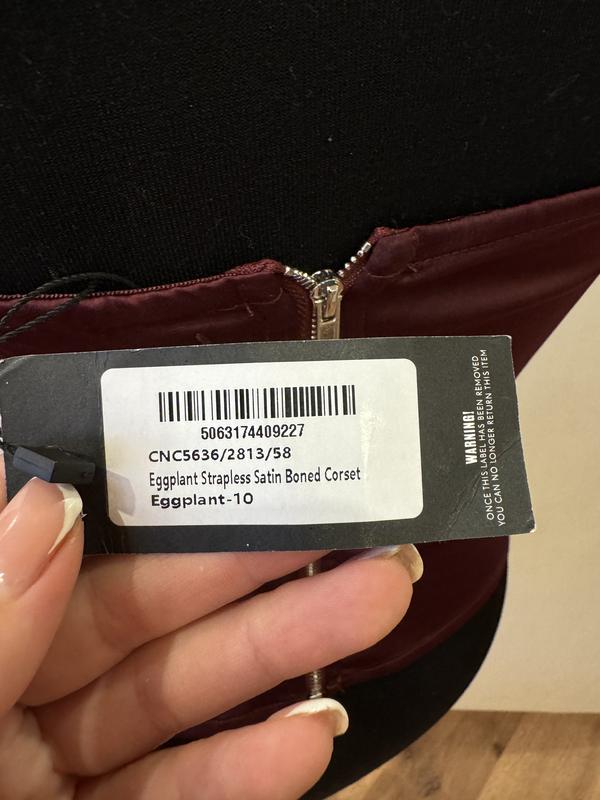 5063174409227
CNC5636/2813/58
Eggplant Strapless Satin Boned Corset
Eggplant-10
WARNING!
ONCE THIS LABEL HAS BEEN REMOVED
YOU CAN NO LONGER RETURN THIS ITEM